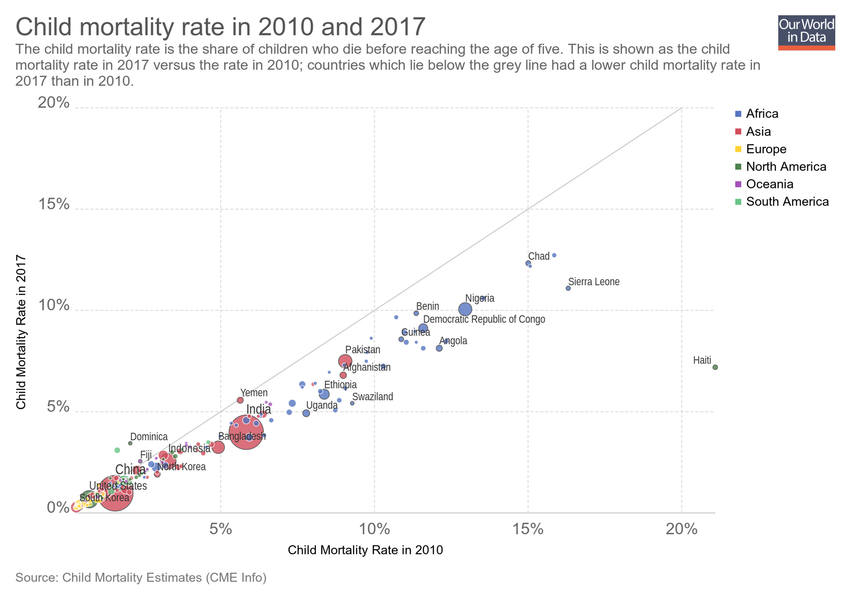 Child mortality rate in 2010 and 2017
Our World
in Data
The child mortality rate is the share of children who die before reaching the age of five. This is shown as the child
mortality rate in 2017 versus the rate in 2010; countries which lie below the grey line had a lower child mortality rate in
2017 than in 2010.
20%
Africa
Asia
Europe
North America
Oceania
South America
15%
Chad
Sierra Leone
10%
Nigeria
Benin
Democratic Republic of Congo
Guinea
Angola
Pakistan
Haiti
Afghanistan
Ethiopia
Yemen
Swaziland
5%
India
Uganda
Dominica
Bangladesh
Fiji
Indonesia
China
North Korea
United States
South Korea
0%
5%
10%
15%
20%
Child Mortality Rate in 2017
Child Mortality Rate in 2010
Source: Child Mortality Estimates (CME Info)